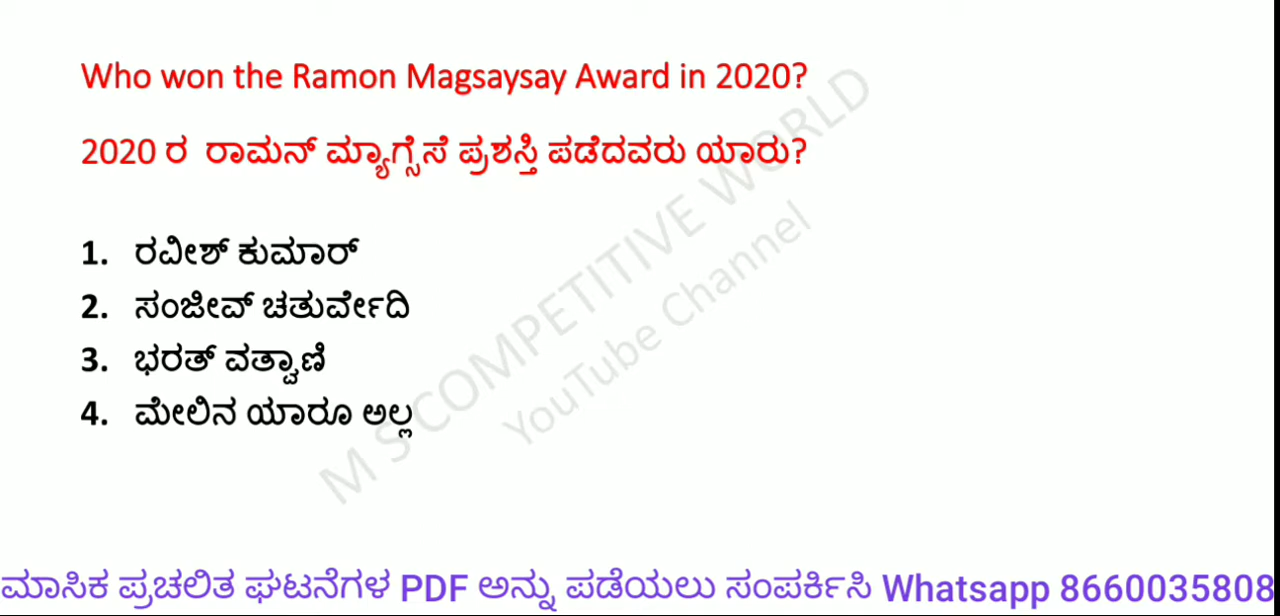 Who won the Ramon Magsaysay Award in 2020?
2020 ರ ರಾಮನ್ ಮ್ಯಾಗ್ಸೆಸೆ ಪ್ರಶಸ್ತಿ ಪಡೆದವರು ಯಾರು?
1. ರವೀಶ್ ಕುಮಾರ್
2. ಸಂಜೀವ್ ಚತುರ್ವೇದಿ
3. ಭರತ್ ವತ್ವಾಣಿ
4. ಮೇಲಿನ ಯಾರೂ ಅಲ್ಲ
M S COMPETITIVE WORLD
YouTube Channel
ಮಾಸಿಕ ಪ್ರಚಲಿತ ಘಟನೆಗಳ PDF ಅನ್ನು ಪಡೆಯಲು ಸಂಪರ್ಕಿಸಿ Whatsapp 8660035808